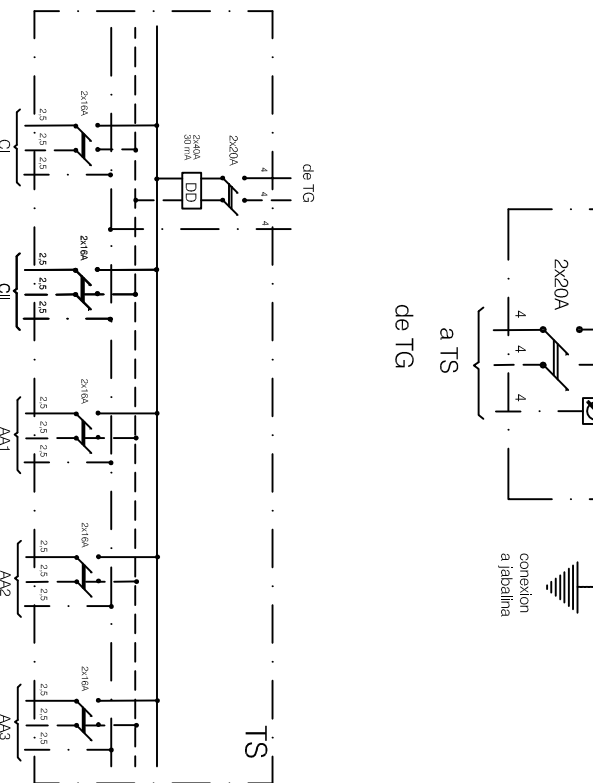 de TG
4
4
4
2x20A
DD
2x40A
30 mA
2x16A
2,5
2,5
2,5
CI
2x16A
2,5
2,5
2,5
CII
2x16A
2,5
2,5
2,5
AA1
2x16A
2,5
2,5
2,5
AA2
2x16A
2,5
2,5
2,5
AA3
TS
2x20A
4
4
4
a TS
de TG
conexion
a jabalina